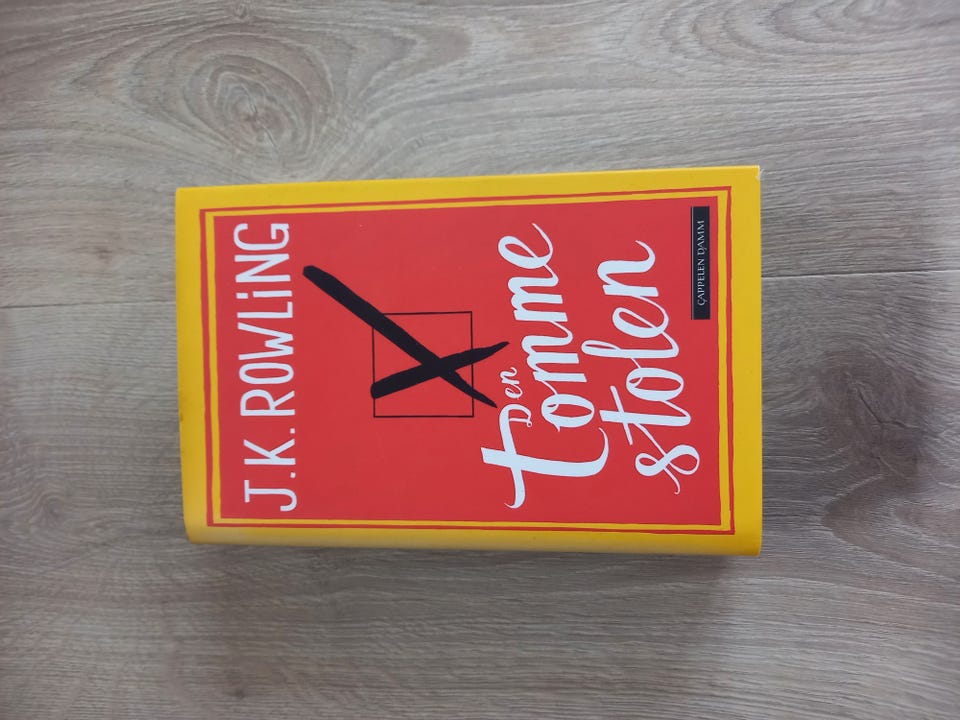 J.K. ROWLING
Den
tomme
stolen
CAPPELEN DAMM